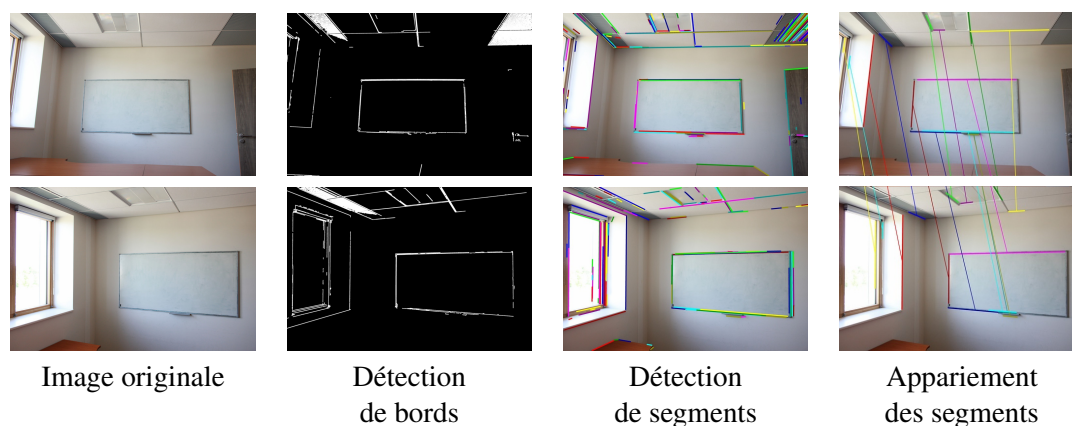 Image originale
Détection
de bords
Détection
de segments
Appariement
des segments